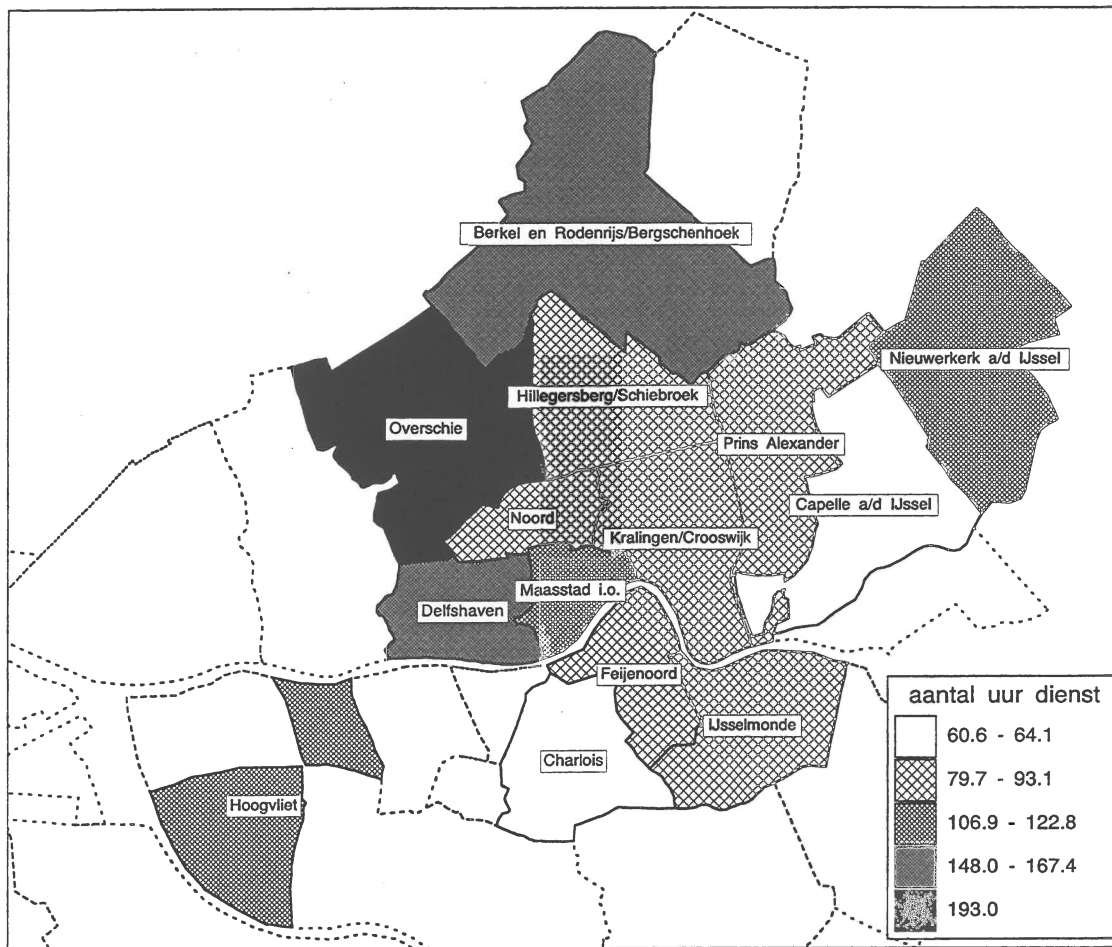 Berkel en Rodenrijs/Bergschenhoek
Nieuwerkerk a/d IJssel
Hillegersberg/Schiebroek
Overschie
Prins Alexander
Capelle a/d IJssel
Noord
Kralingen/Crooswijk
Maasstad i.o.
Delfshaven
Feijenoord
IJsselmonde
Charlois
Hoogvliet
aantal uur dienst
60.6 - 64.1
79.7 - 93.1
106.9 - 122.8
148.0 - 167.4
193.0